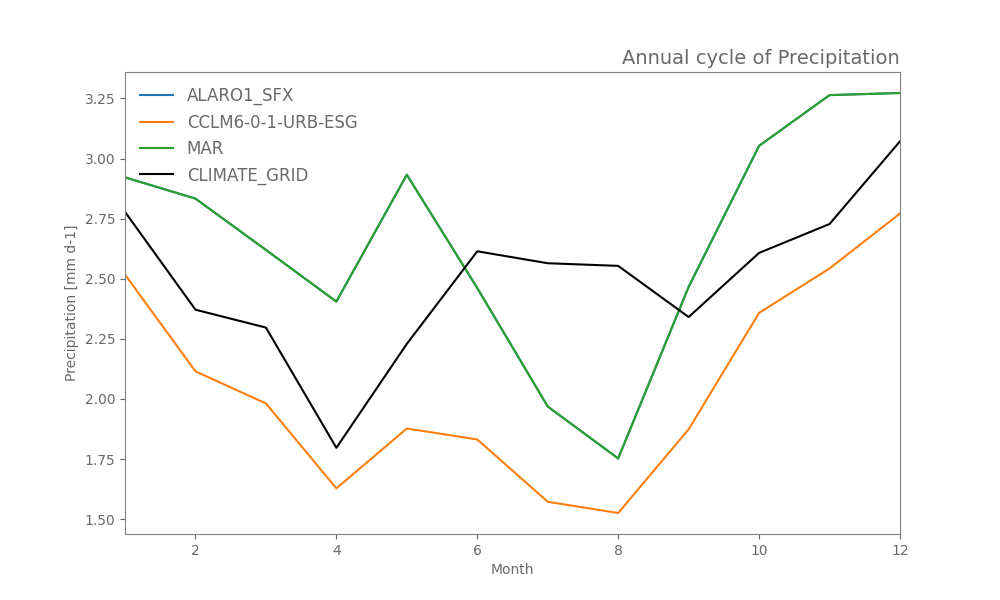 Annual cycle of Precipitation
ALARO1_SFX
CCLM6-0-1-URB-ESG
MAR
CLIMATE_GRID
3.25
3.00
2.75
2.50
2.25
2.00
1.75
1.50
Precipitation [mm d-1]
2 4 6 8 10 12
Month